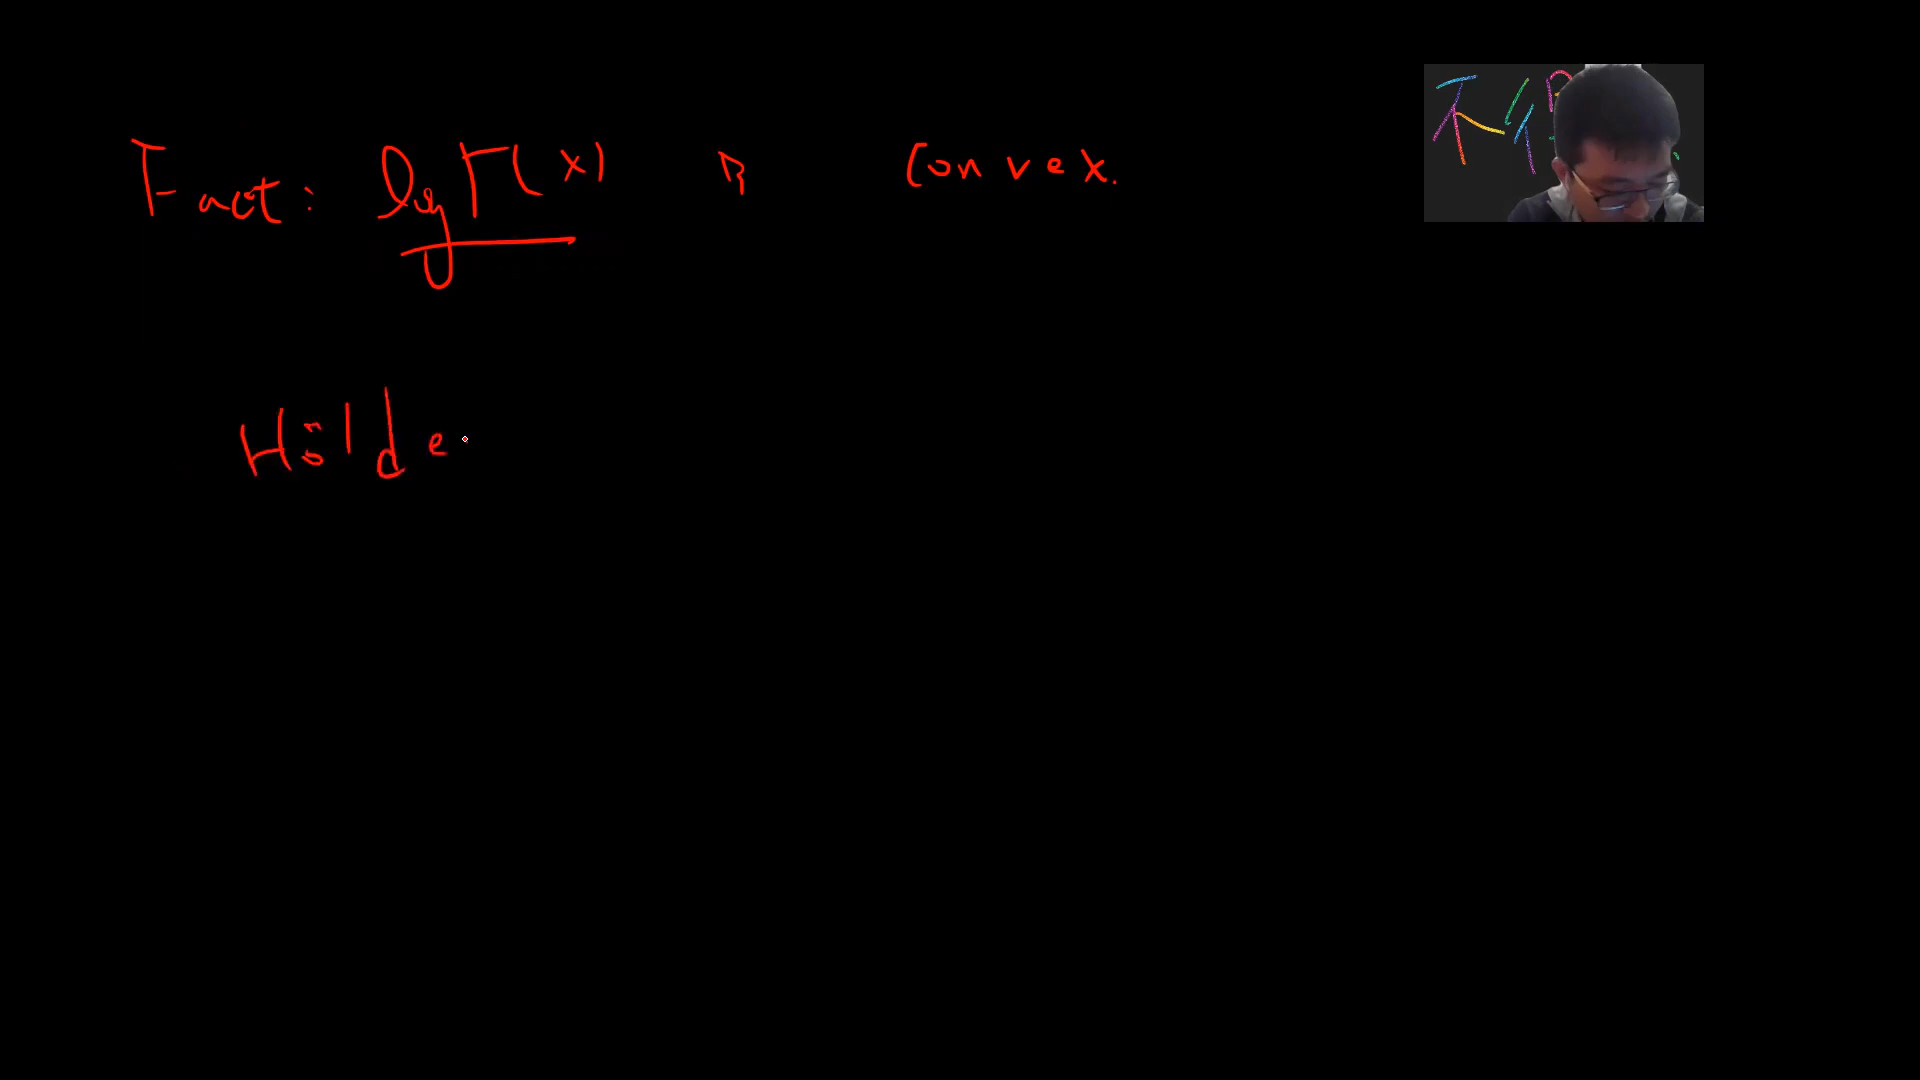 Fact: log Γ(x) is convex.
Hölde